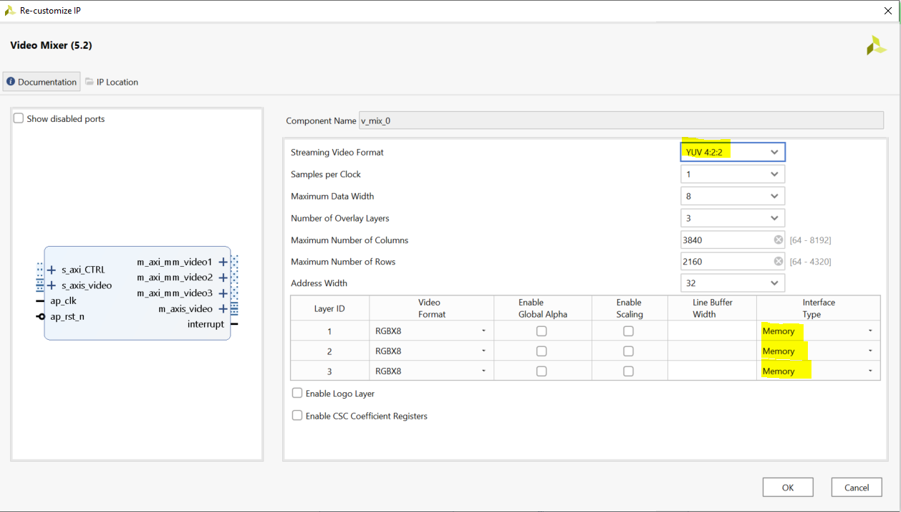 Re-customize IP
Video Mixer (5.2)
Documentation IP Location
Show disabled ports
s_axi_CTRL
s_axis_video
ap_clk
ap_rst_n
m_axi_mm_video1
m_axi_mm_video2
m_axi_mm_video3
m_axis_video
interrupt
Component Name v_mix_0
Streaming Video Format YUV 4:2:2
Samples per Clock 1
Maximum Data Width 8
Number of Overlay Layers 3
Maximum Number of Columns 3840 [64 - 8192]
Maximum Number of Rows 2160 [64 - 4320]
Address Width 32
Layer ID Video Format Enable Global Alpha Enable Scaling Line Buffer Width Interface Type
1 RGBX8 Memory
2 RGBX8 Memory
3 RGBX8 Memory
Enable Logo Layer
Enable CSC Coefficient Registers
OK Cancel